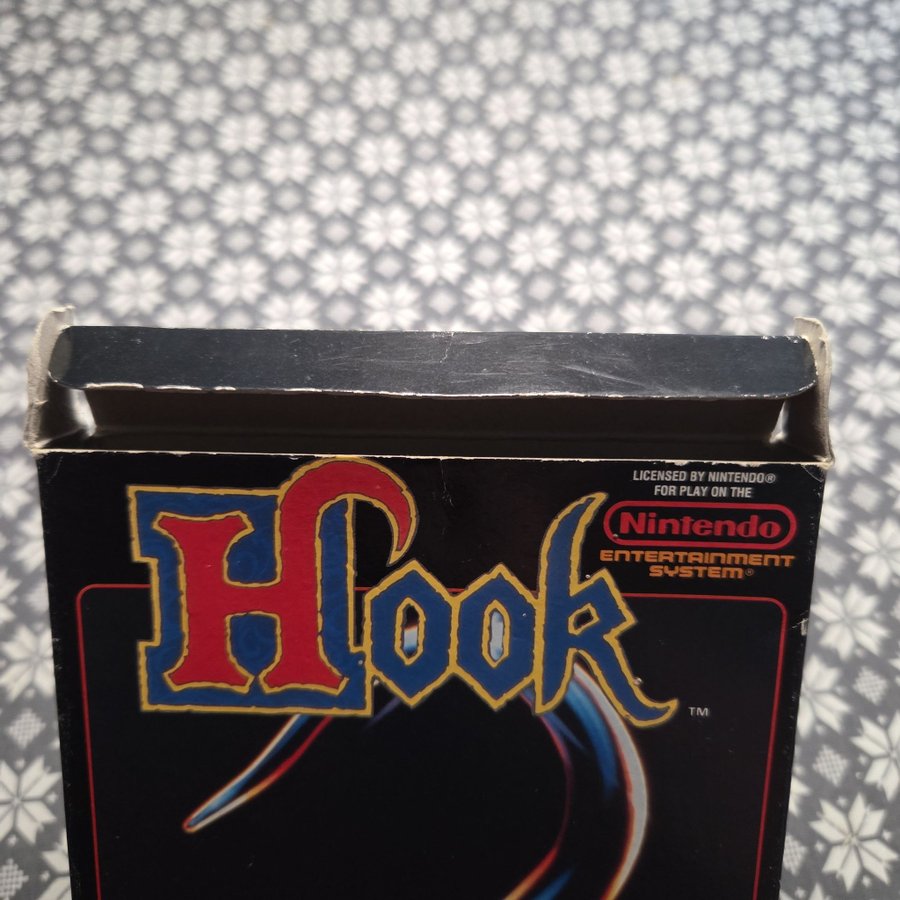 LICENSED BY NINTENDO®
FOR PLAY ON THE
Nintendo
ENTERTAINMENT
SYSTEM®
Hook
TM